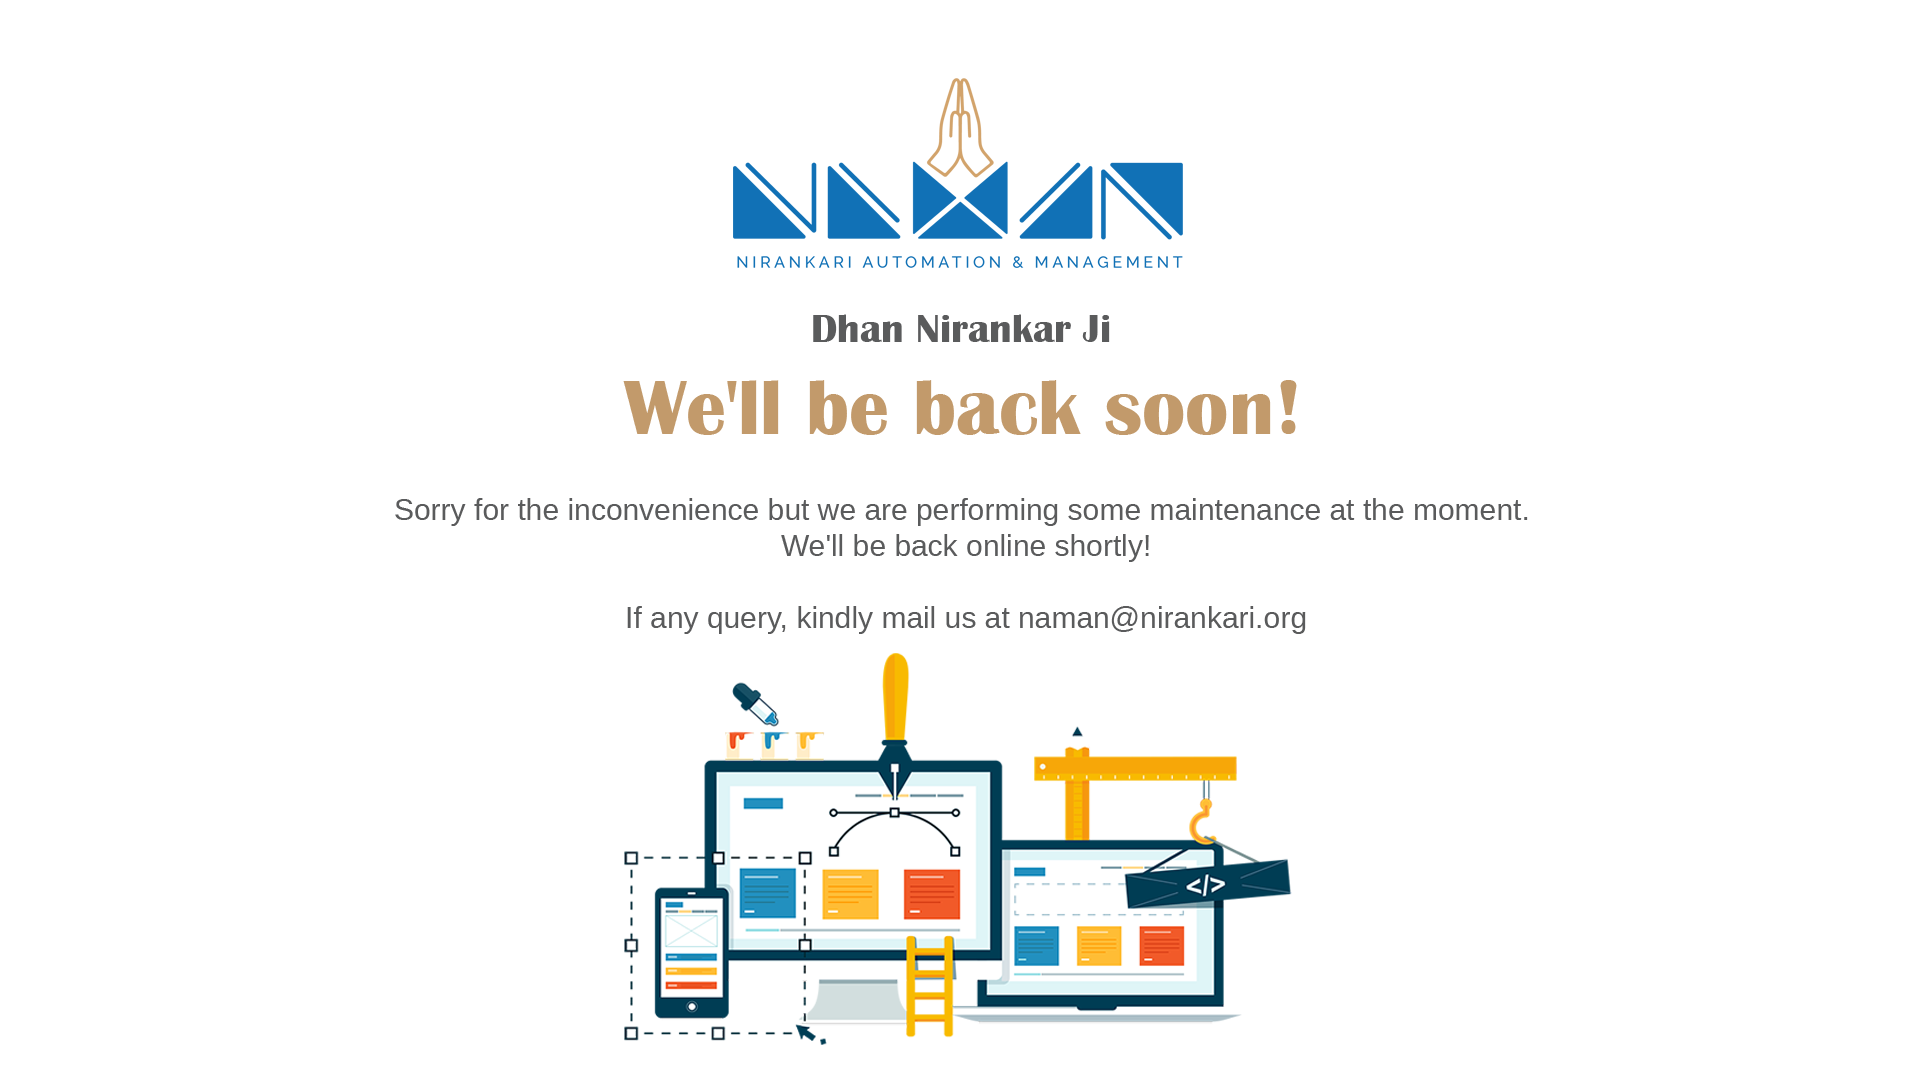 NAMAN
NIRANKARI AUTOMATION & MANAGEMENT
Dhan Nirankar Ji
We'll be back soon!
Sorry for the inconvenience but we are performing some maintenance at the moment.
We'll be back online shortly!
If any query, kindly mail us at naman@nirankari.org
</>